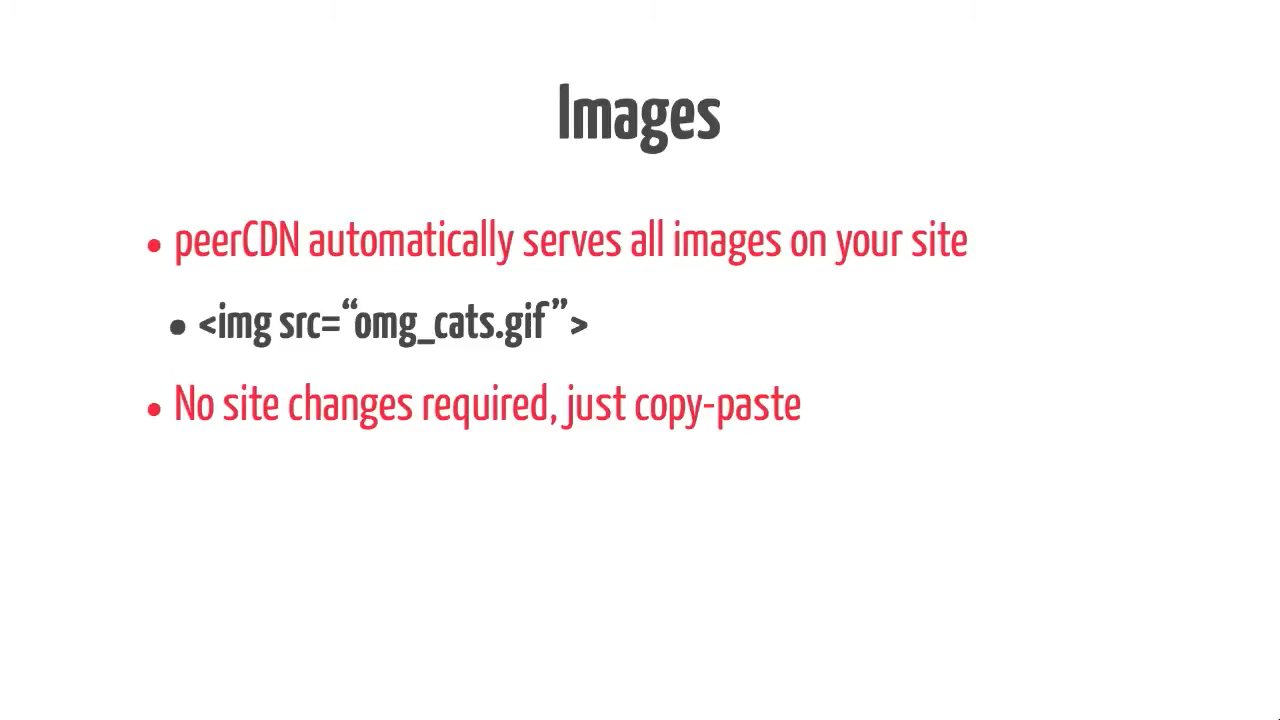 Images
• peerCDN automatically serves all images on your site
• <img src=“omg_cats.gif”>
• No site changes required, just copy-paste